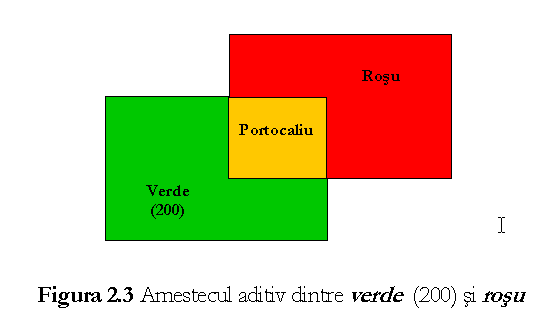 Roşu
Portocaliu
Verde
(200)
Figura 2.3 Amestecul aditiv dintre verde (200) şi roşu